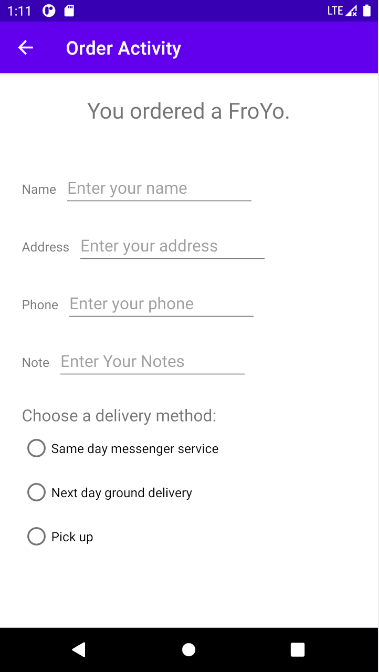 1:11 LTE
Order Activity
You ordered a FroYo.
Name Enter your name
Address Enter your address
Phone Enter your phone
Note Enter Your Notes
Choose a delivery method:
Same day messenger service
Next day ground delivery
Pick up